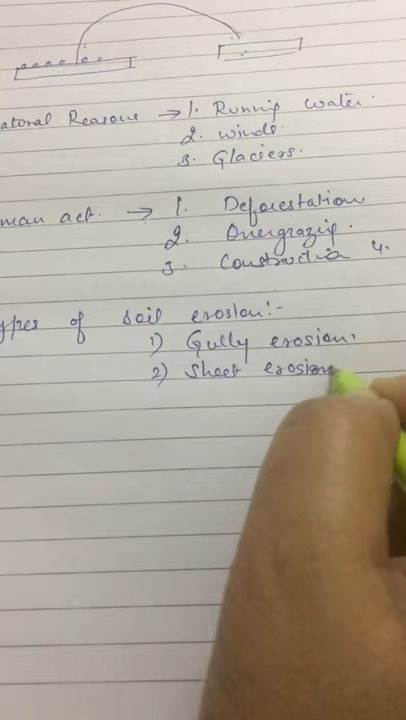 atural Reasons → 1. Running water.
2. winds.
3. Glaciers.
man act. → 1. Deforestation
2. Overgrazing.
3. Construction 4.
ypes of soil erosion:-
1) Gully erosion.
2) Sheet erosion